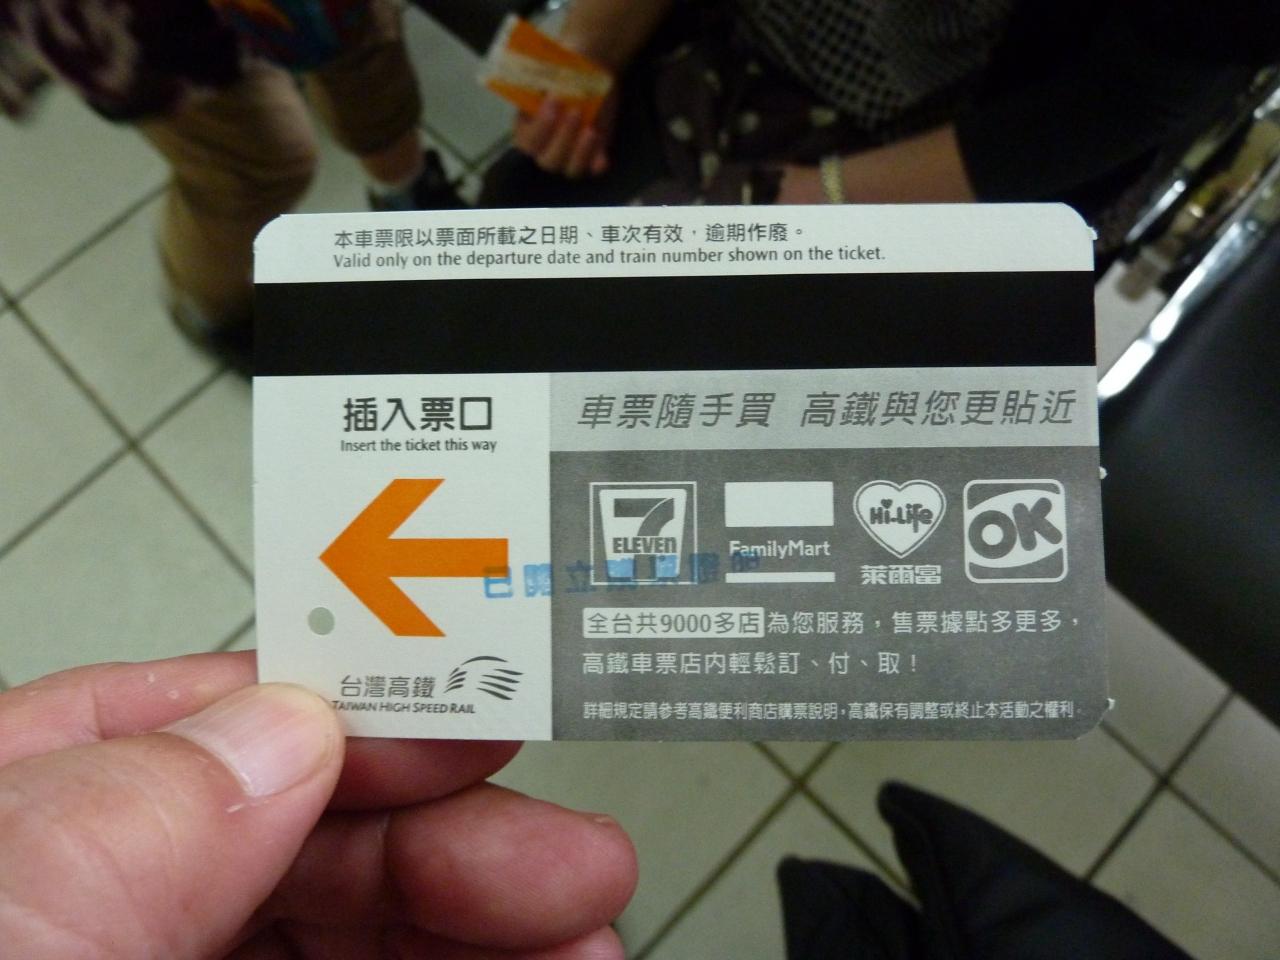 本車票限以票面所載之日期、車次有效，逾期作廢。
Valid only on the departure date and train number shown on the ticket.
插入票口
Insert the ticket this way
車票隨手買 高鐵與您更貼近
7
ELEVEN
FamilyMart
Hi-Life
萊爾富
OK
全台共9000多店為您服務，售票據點多更多，
高鐵車票店內輕鬆訂、付、取！
台灣高鐵
TAIWAN HIGH SPEED RAIL
詳細規定請參考高鐵便利商店購票說明，高鐵保有調整或終止本活動之權利。